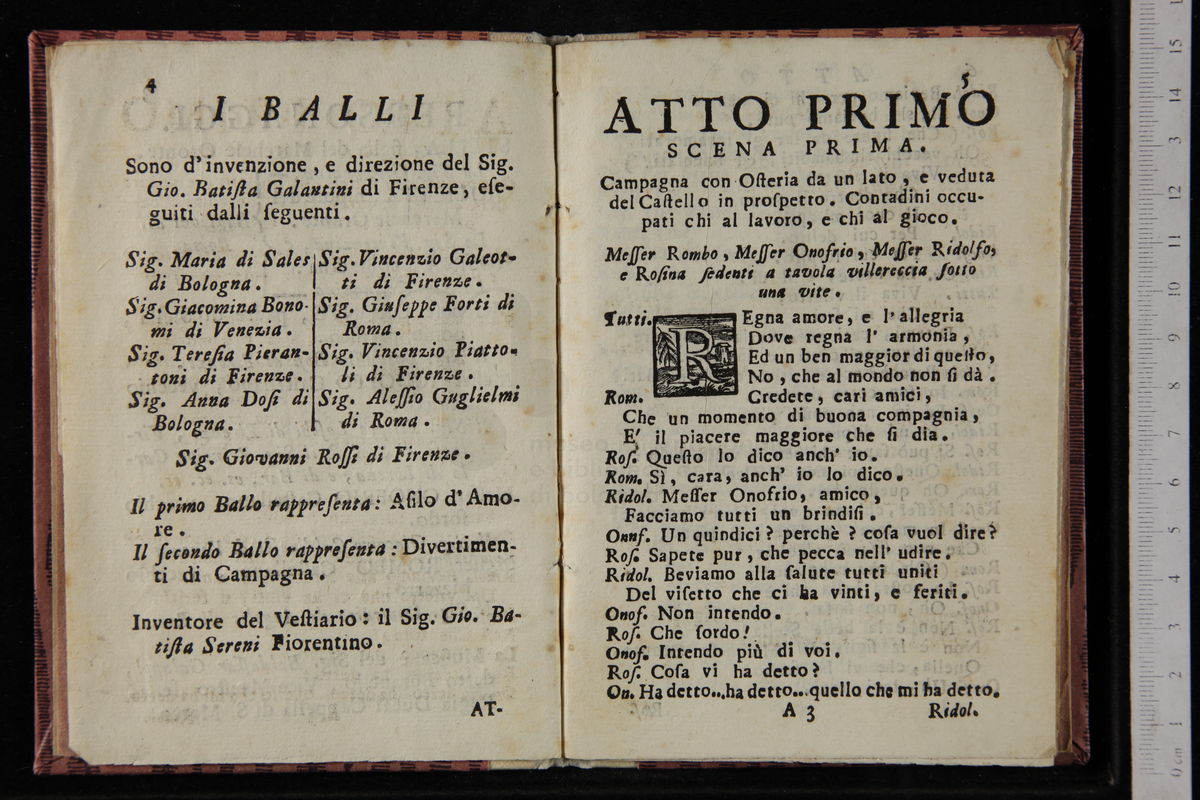 4
I BALLI
Sono d'invenzione, e direzione del Sig.
Gio. Batiſta Galantini di Firenze, eſe-
guiti dalli ſeguenti.
Sig. Maria di Sales
di Bologna.
Sig. Giacomina Bono-
mi di Venezia.
Sig. Tereſia Pieran-
toni di Firenze.
Sig. Anna Doſi di
Bologna.
Sig. Vincenzio Galeot-
ti di Firenze.
Sig. Giuſeppe Forti di
Roma.
Sig. Vincenzio Piatto-
li di Firenze.
Sig. Aleſſio Guglielmi
di Roma.
Sig. Giovanni Roſſi di Firenze.
Il primo Ballo rappreſenta: Aſilo d'Amo-
re.
Il ſecondo Ballo rappreſenta: Divertimen-
ti di Campagna.
Inventore del Veſtiario: il Sig. Gio. Ba-
tiſta Sereni Fiorentino.
AT-
5
ATTO PRIMO
SCENA PRIMA.
Campagna con Oſteria da un lato, e veduta
del Caſtello in proſpetto. Contadini occu-
pati chi al lavoro, e chi al gioco.
Meſſer Rombo, Meſſer Onofrio, Meſſer Ridolfo,
e Roſina ſedenti a tavola villereccia ſotto
una vite.
Tutti. REgna amore, e l'allegria
Dove regna l'armonia,
Ed un ben maggior di queſto,
No, che al mondo non ſi dà.
Rom. Credete, cari amici,
Che un momento di buona compagnia,
E' il piacere maggiore che ſi dia.
Roſ. Queſto lo dico anch' io.
Rom. Sì, cara, anch' io lo dico.
Ridol. Meſſer Onofrio, amico,
Facciamo tutti un brindiſi.
Onnf. Un quindici? perchè? coſa vuol dire?
Roſ. Sapete pur, che pecca nell' udire.
Ridol. Beviamo alla ſalute tutti uniti
Del viſetto che ci ha vinti, e feriti.
Onof. Non intendo.
Roſ. Che ſordo!
Onof. Intendo più di voi.
Roſ. Coſa vi ha detto?
On. Ha detto...ha detto...quello che mi ha detto.
A 3
Ridol.